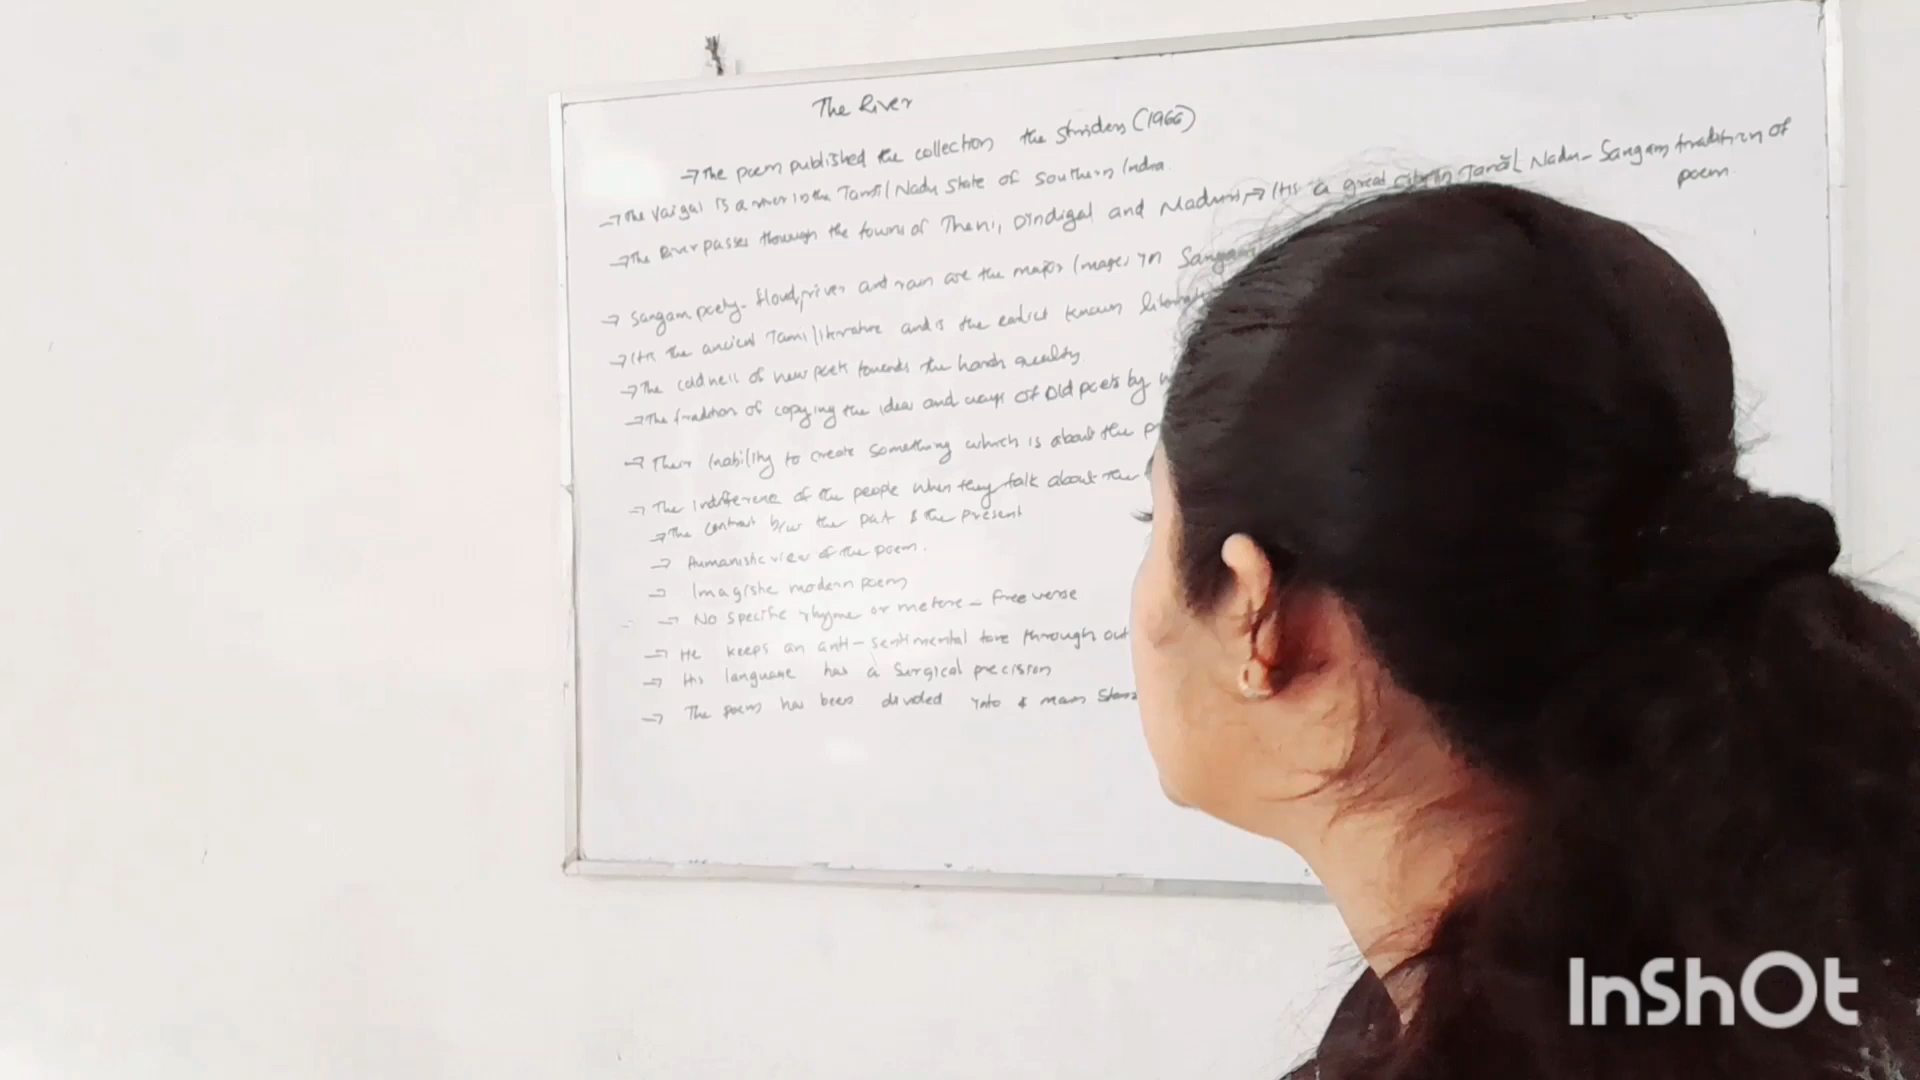 The River
→ The poem published the collection the Striders (1966)
→ The Vaigai is a river in the Tamil Nadu state of Southern India
→ The River passes through the towns of Theni, Dindigal and Maduri → It is a great Tamil Nadu - Sangam tradition of
poem.
→ Sangam poetry - flood, river and rain are the major images in Sangam
→ It is the ancient Tamil literature and is the earliest known
→ The coldness of new poets towards the harsh reality
→ The tradition of copying the ideas and ways of Old poets by
→ Their inability to create something which is about the
→ The indifference of the people when they talk about the
→ The contrast b/w the past & the present
→ Humanistic view of the poem.
→ Imagistic modern poem
→ No specific rhyme or metere - free verse
→ He keeps an anti-sentimental tone through out
→ His language has a surgical precision
→ The poem has been divided into main
InShOt